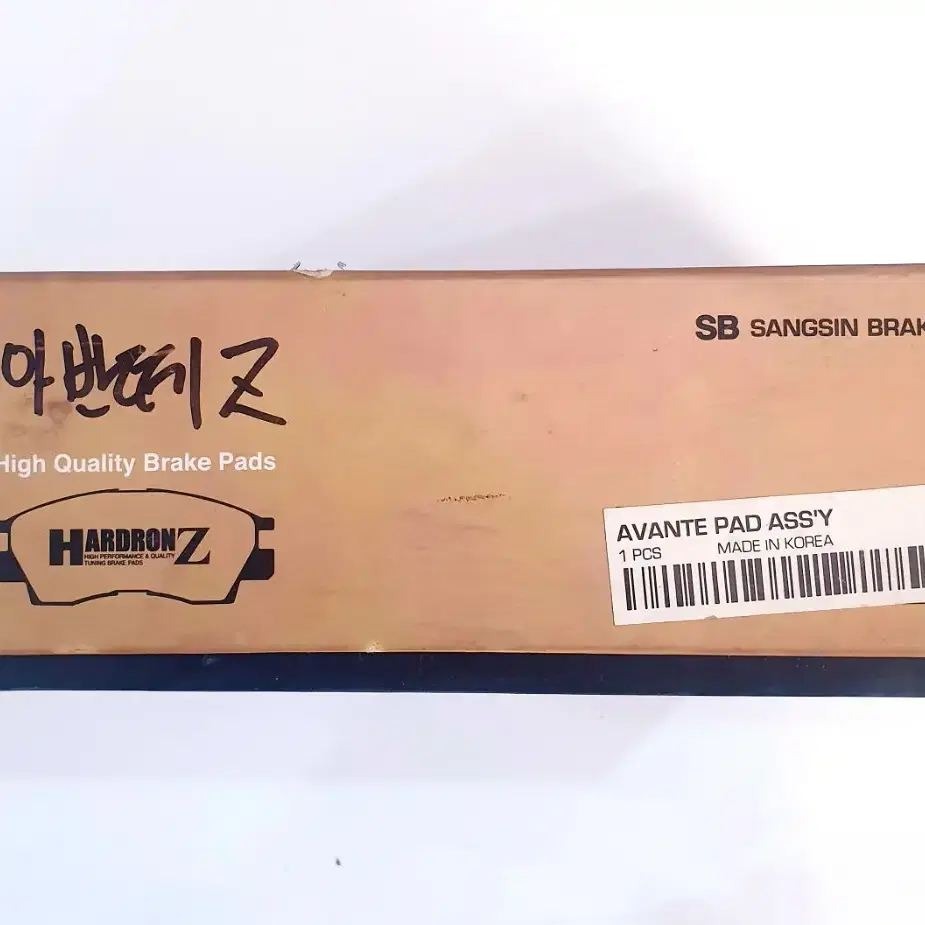 아반떼 Z
SB SANGSIN BRAK
High Quality Brake Pads
HARDRON Z
HIGH PERFORMANCE & QUALITY
TUNING BRAKE PADS
AVANTE PAD ASS'Y
1 PCS MADE IN KOREA